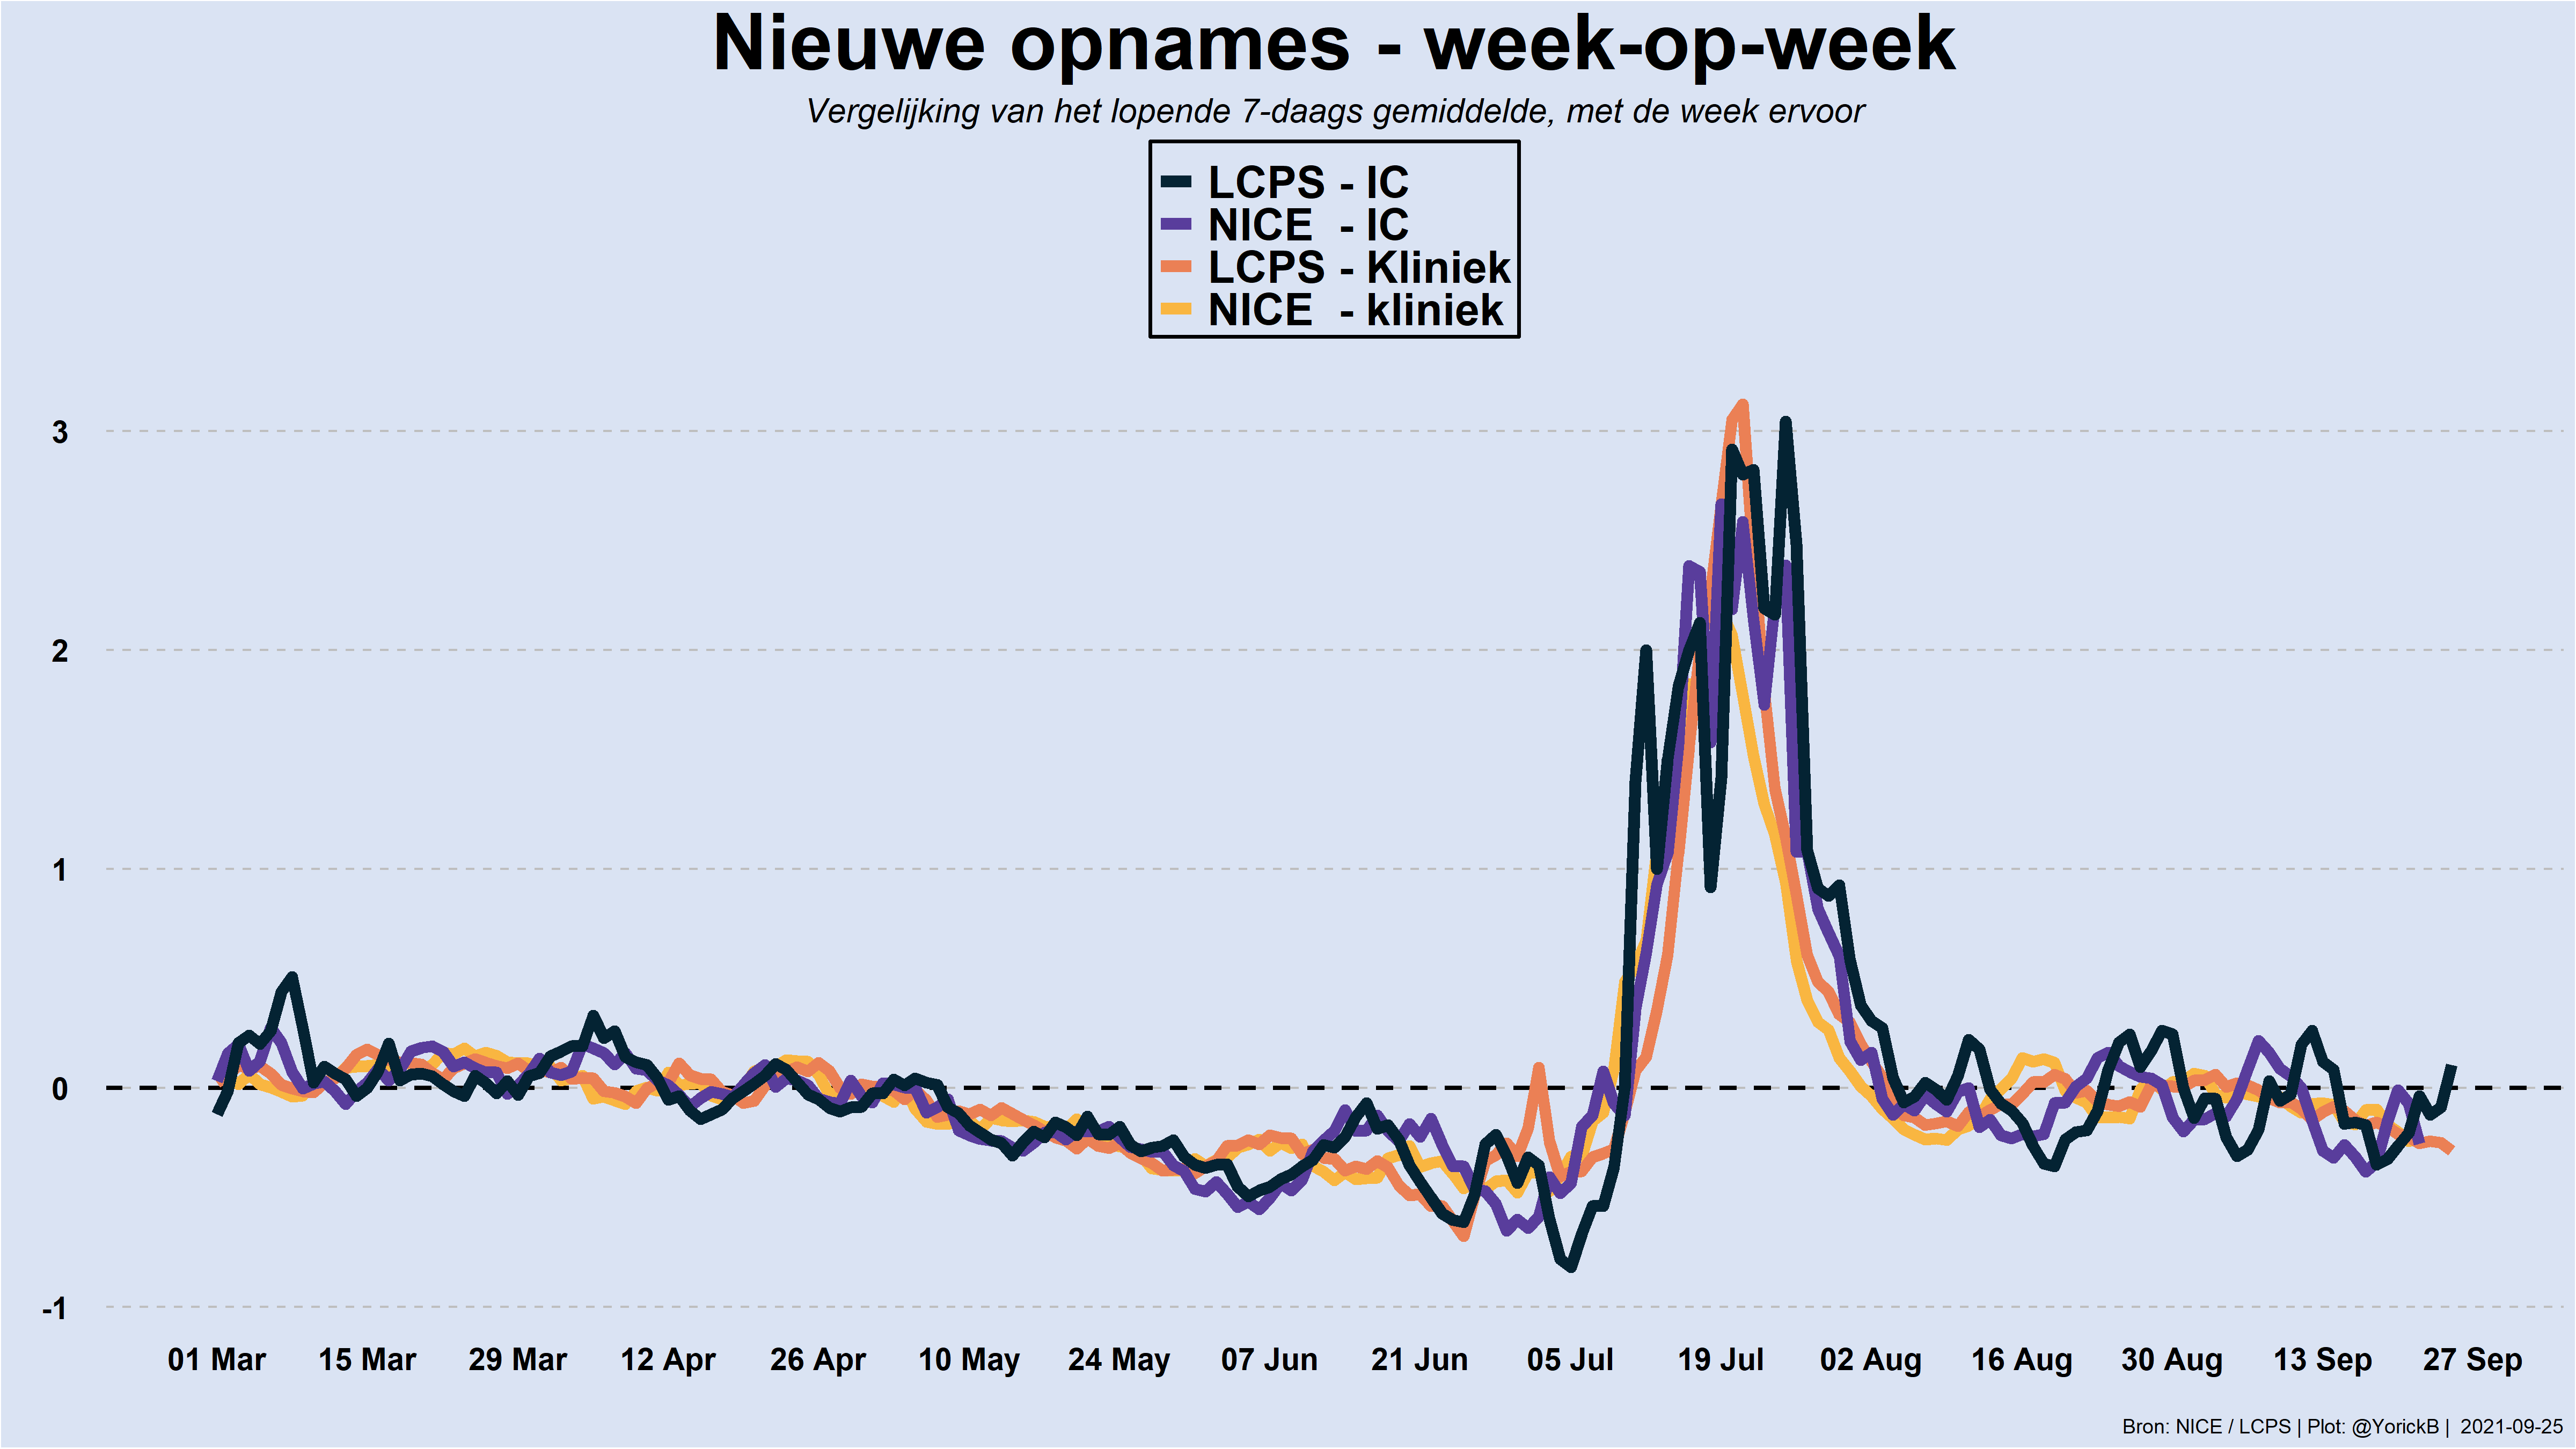 Nieuwe opnames - week-op-week
Vergelijking van het lopende 7-daags gemiddelde, met de week ervoor
LCPS - IC
NICE - IC
LCPS - Kliniek
NICE - kliniek
3
2
1
0
-1
01 Mar 15 Mar 29 Mar 12 Apr 26 Apr 10 May 24 May 07 Jun 21 Jun 05 Jul 19 Jul 02 Aug 16 Aug 30 Aug 13 Sep 27 Sep
Bron: NICE / LCPS | Plot: @YorickB | 2021-09-25